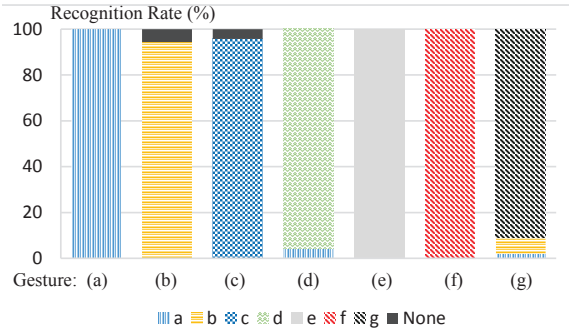 Recognition Rate (%)
100
80
60
40
20
0
Gesture: (a) (b) (c) (d) (e) (f) (g)
a b c d e f g None